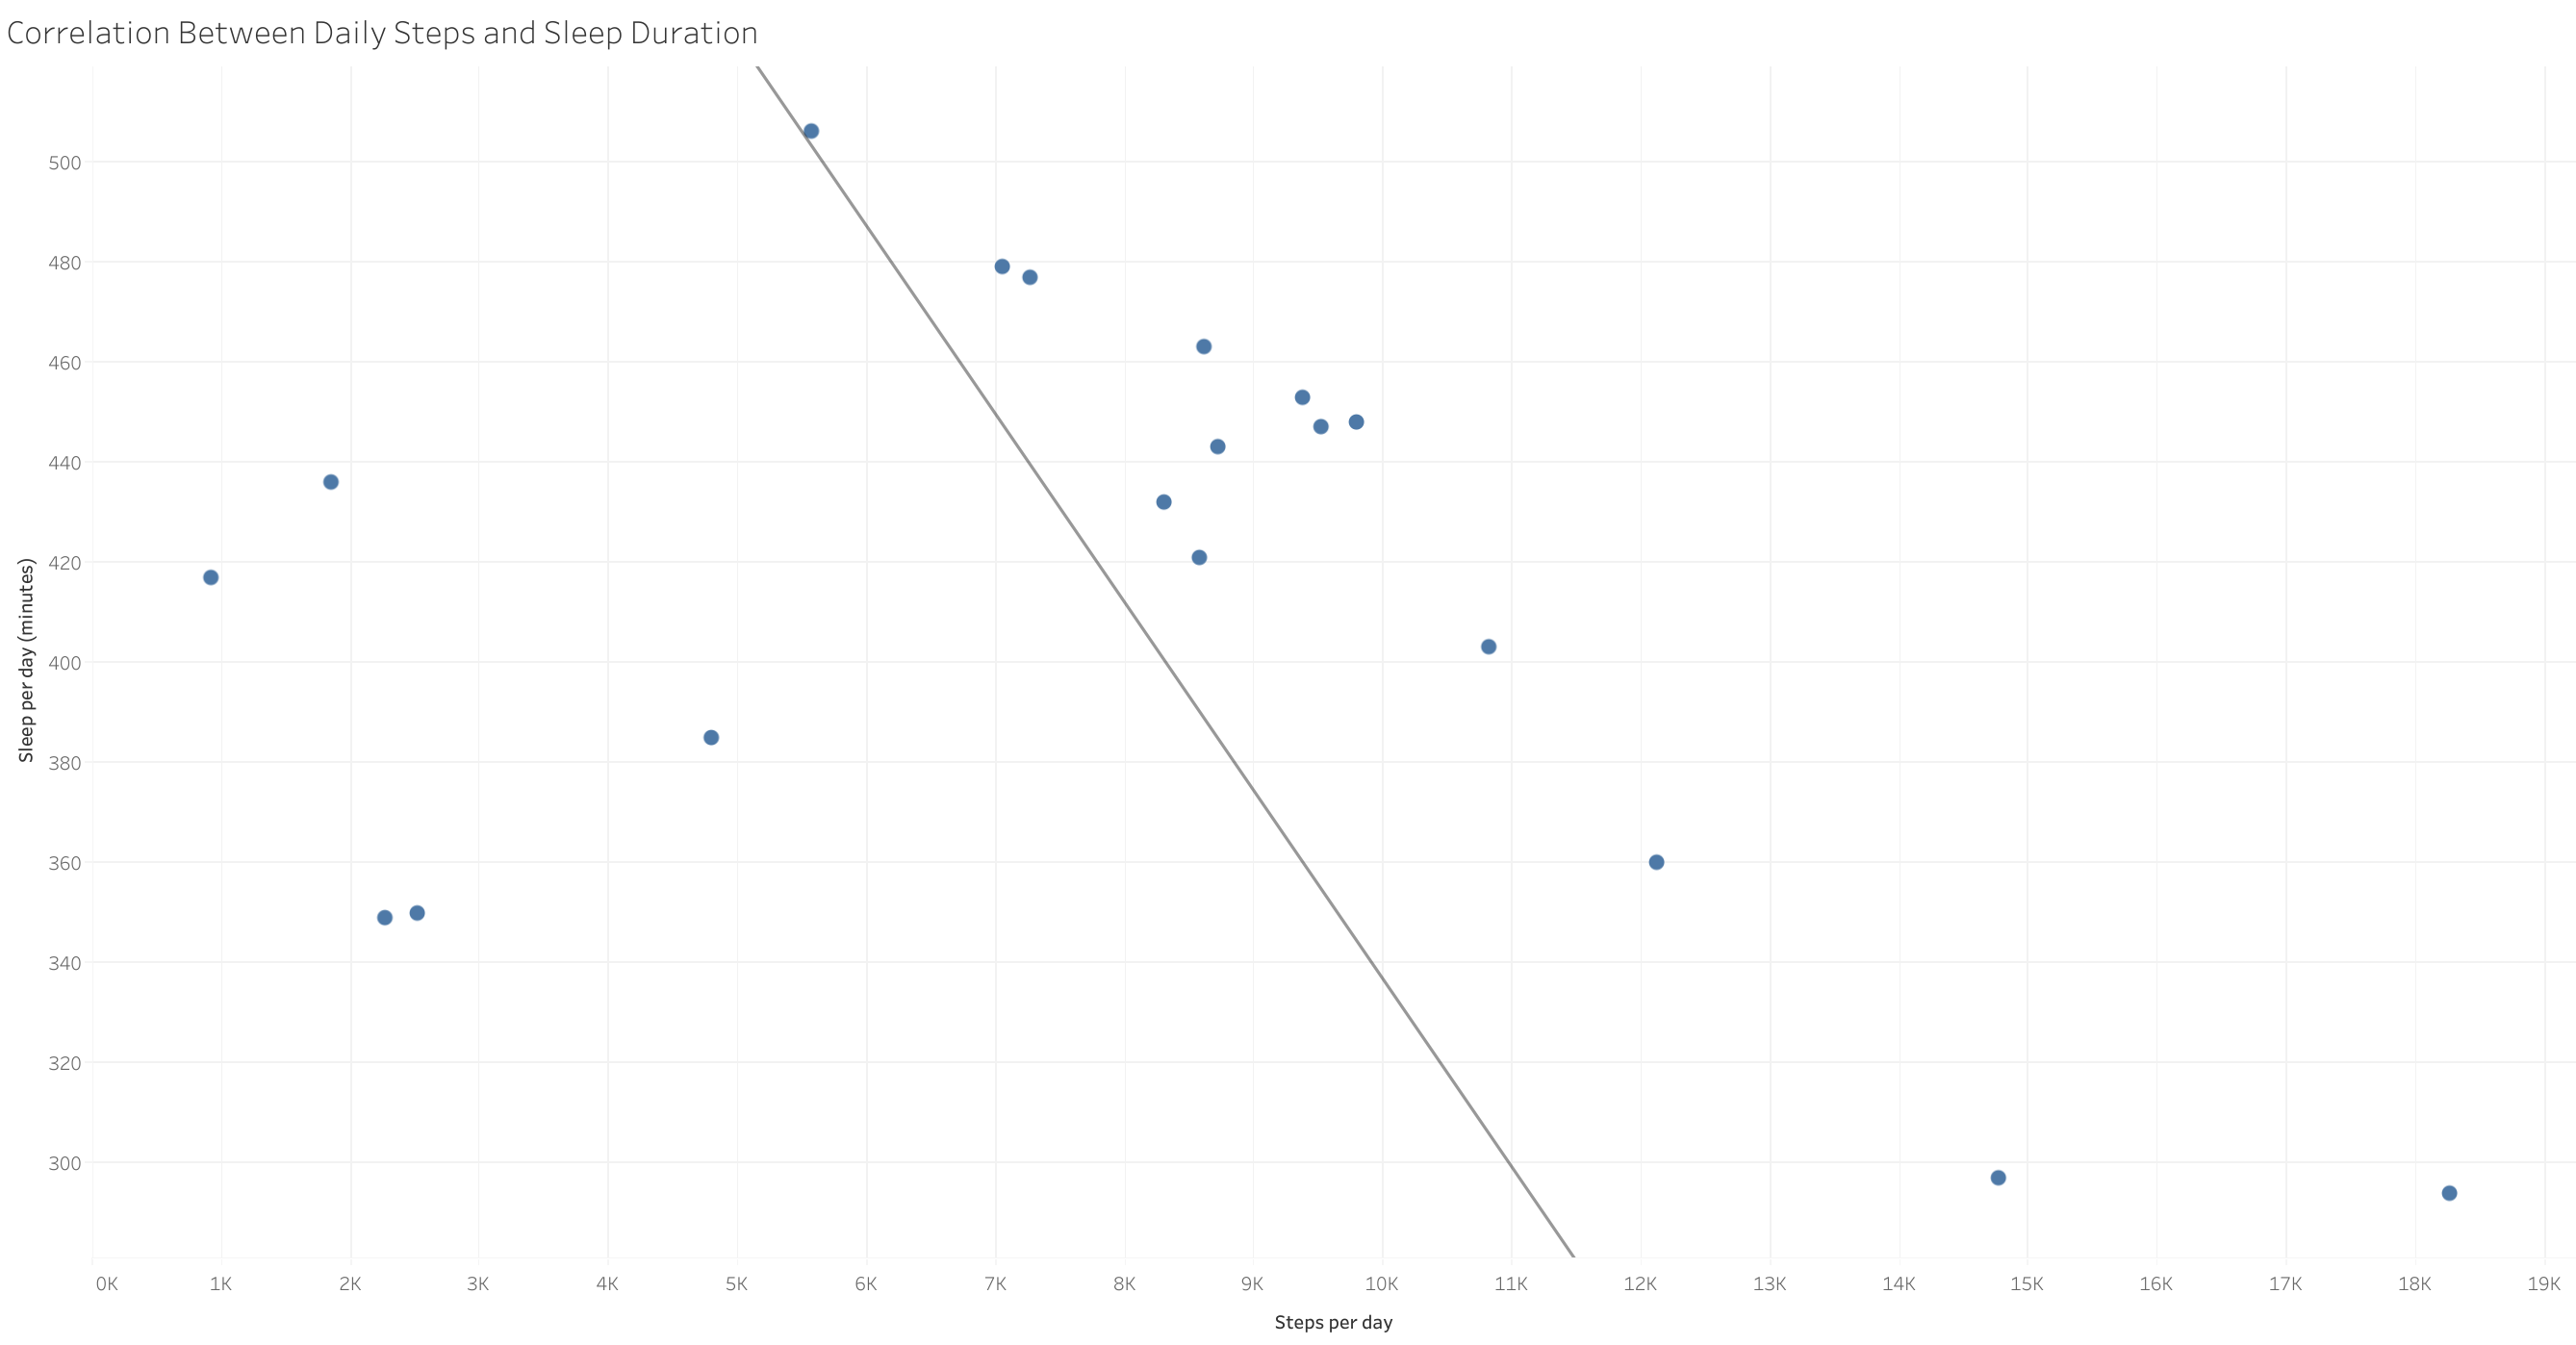 Correlation Between Daily Steps and Sleep Duration
500
480
460
440
420
400
380
360
340
320
300
Sleep per day (minutes)
0K 1K 2K 3K 4K 5K 6K 7K 8K 9K 10K 11K 12K 13K 14K 15K 16K 17K 18K 19K
Steps per day